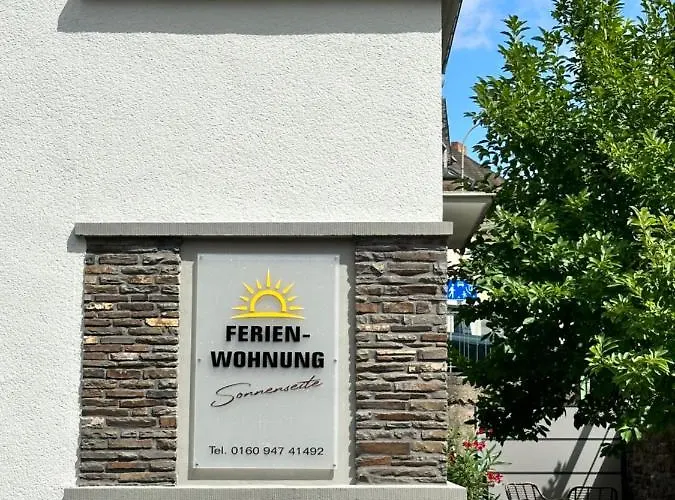 FERIEN-
WOHNUNG
Sonnenseite
Tel. 0160 947 41492